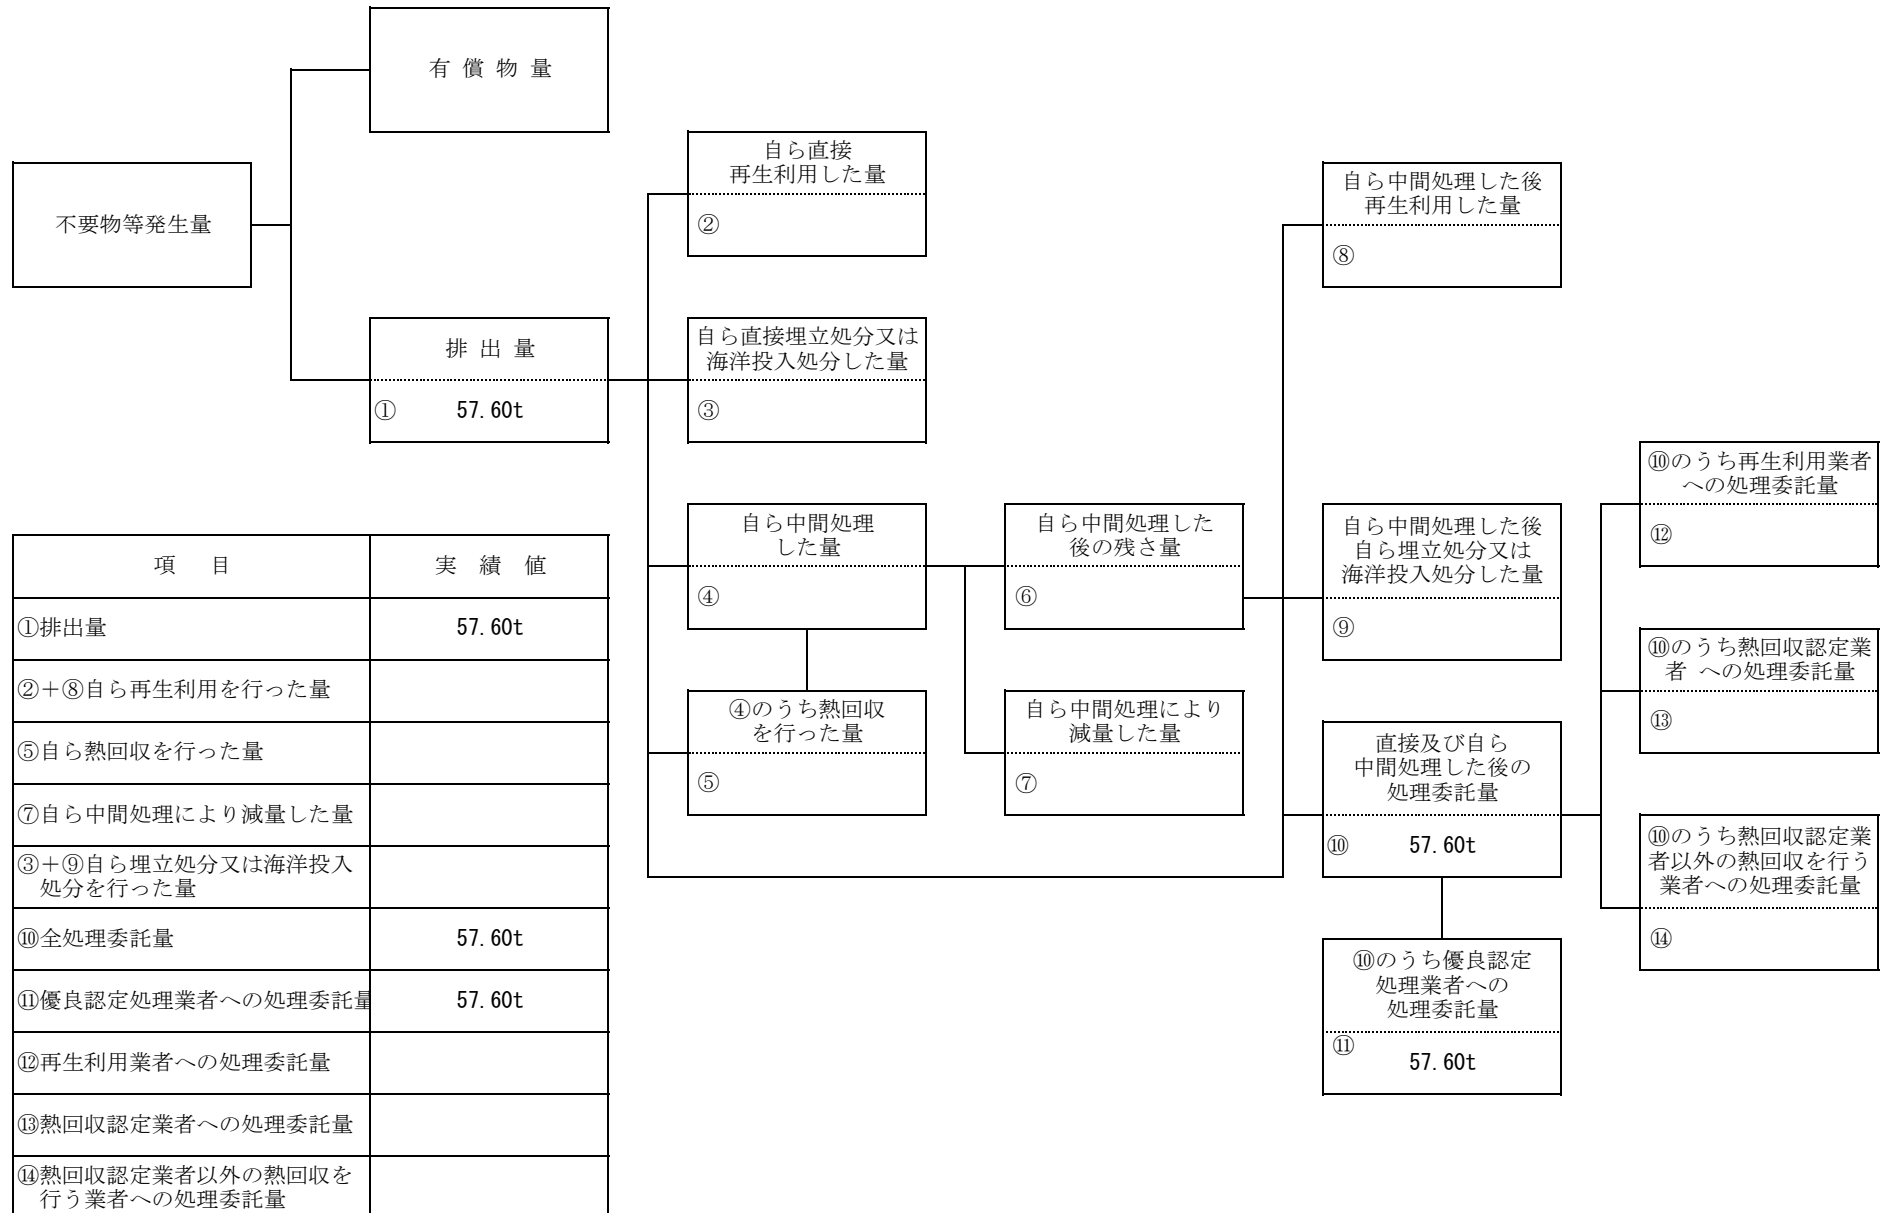 有 償 物 量
不要物等発生量
排 出 量
① 57.60t
自ら直接
再生利用した量
②
自ら直接埋立処分又は
海洋投入処分した量
③
自ら中間処理
した量
④
④のうち熱回収
を行った量
⑤
自ら中間処理した
後の残さ量
⑥
自ら中間処理により
減量した量
⑦
自ら中間処理した後
再生利用した量
⑧
自ら中間処理した後
自ら埋立処分又は
海洋投入処分した量
⑨
直接及び自ら
中間処理した後の
処理委託量
⑩ 57.60t
⑩のうち優良認定
処理業者への
処理委託量
⑪
57.60t
⑩のうち再生利用業者
への処理委託量
⑫
⑩のうち熱回収認定業
者 への処理委託量
⑬
⑩のうち熱回収認定業
者以外の熱回収を行う
業者への処理委託量
⑭
項 目 実 績 値
①排出量 57.60t
②+⑧自ら再生利用を行った量
⑤自ら熱回収を行った量
⑦自ら中間処理により減量した量
③+⑨自ら埋立処分又は海洋投入
処分を行った量
⑩全処理委託量 57.60t
⑪優良認定処理業者への処理委託量 57.60t
⑫再生利用業者への処理委託量
⑬熱回収認定業者への処理委託量
⑭熱回収認定業者以外の熱回収を
行う業者への処理委託量